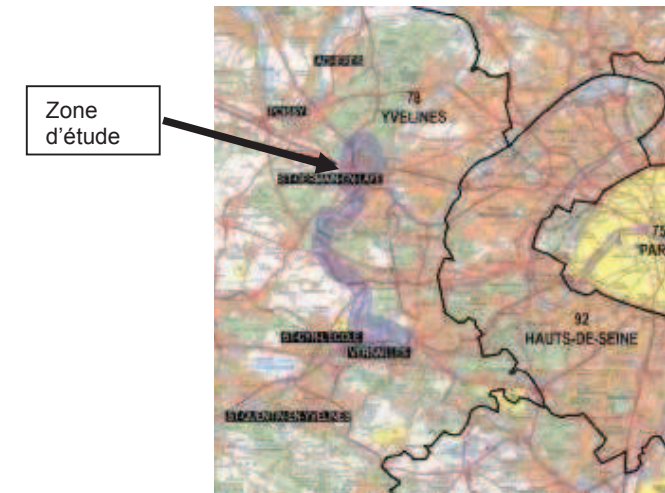 ACHERES
78
YVELINES
POISSY
Zone
d'étude
ST-GERMAIN-EN-LAYE
75
PAR
92
HAUTS-DE-SEINE
ST-CYR-L'ECOLE
VERSAILLES
ST-QUENTIN-EN-YVELINES